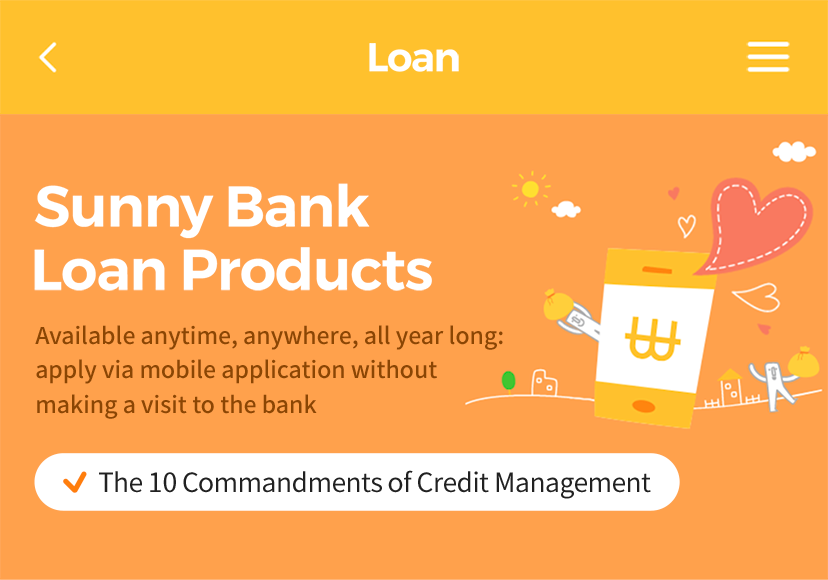 Loan
Sunny Bank
Loan Products
Available anytime, anywhere, all year long:
apply via mobile application without
making a visit to the bank
The 10 Commandments of Credit Management